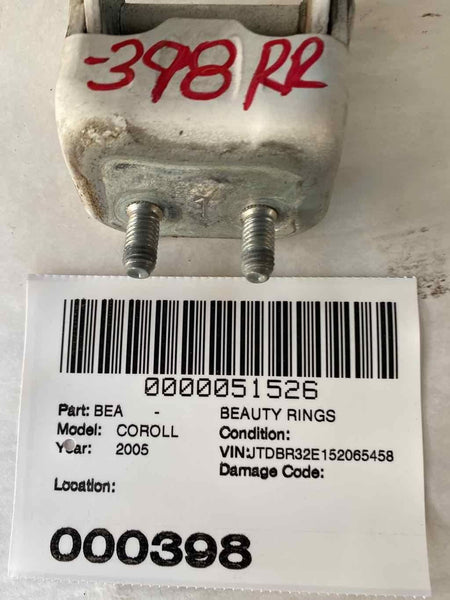 -398 RR
0000051526
Part: BEA - BEAUTY RINGS
Model: COROLL Condition:
Year: 2005 VIN:JTDBR32E152065458
Damage Code:
Location:
000398